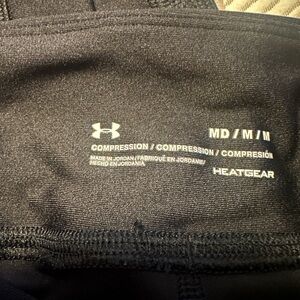 MD / M / M
COMPRESSION / COMPRESSION / COMPRESIÓN
MADE IN JORDAN/FABRIQUÉ EN JORDANIE/
HECHO EN JORDANIA
HEATGEAR